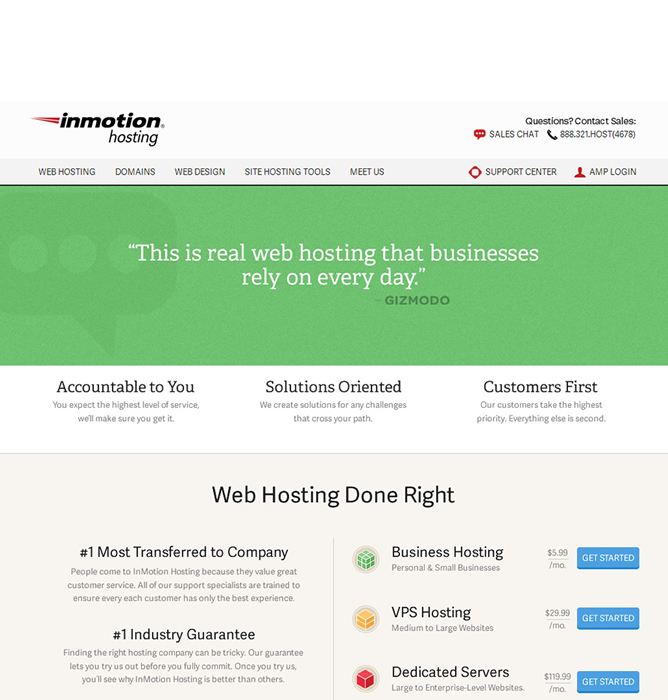 inmotion®
hosting
Questions? Contact Sales:
SALES CHAT 888.321.HOST(4678)
WEB HOSTING DOMAINS WEB DESIGN SITE HOSTING TOOLS MEET US SUPPORT CENTER AMP LOGIN
“This is real web hosting that businesses
rely on every day.”
– GIZMODO
Accountable to You
You expect the highest level of service,
we'll make sure you get it.
Solutions Oriented
We create solutions for any challenges
that cross your path.
Customers First
Our customers take the highest
priority. Everything else is second.
Web Hosting Done Right
#1 Most Transferred to Company
People come to InMotion Hosting because they value great
customer service. All of our support specialists are trained to
ensure every each customer has only the best experience.
#1 Industry Guarantee
Finding the right hosting company can be tricky. Our guarantee
lets you try us out before you fully commit. Once you try us,
you'll see why InMotion Hosting is better than others.
Business Hosting
Personal & Small Businesses
$5.99
/mo.
GET STARTED
VPS Hosting
Medium to Large Websites
$29.99
/mo.
GET STARTED
Dedicated Servers
Large to Enterprise-Level Websites.
$119.99
/mo.
GET STARTED